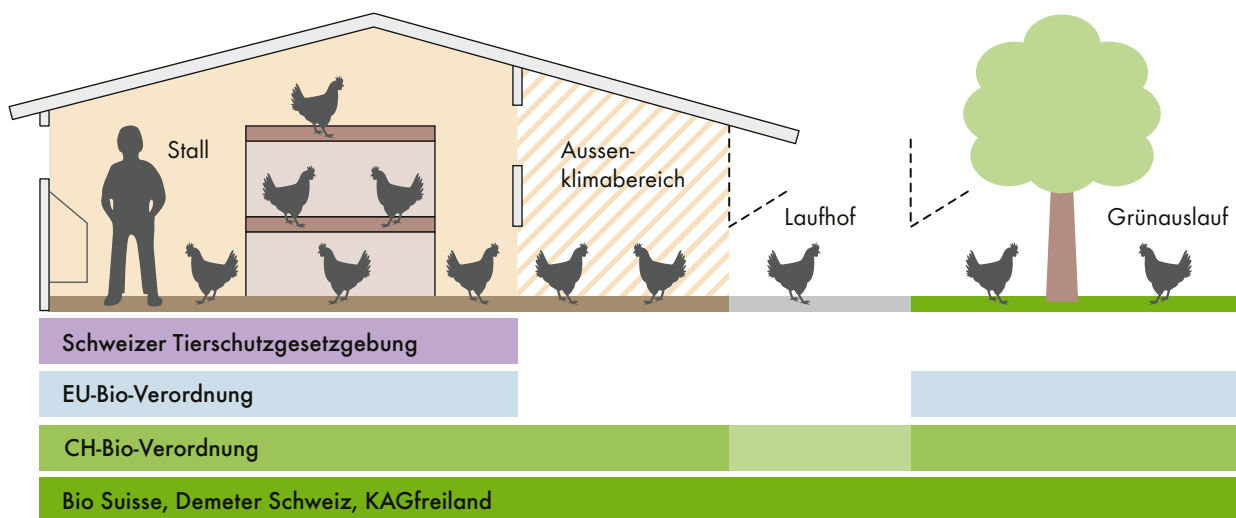 Stall
Aussen-
klimabereich
Laufhof
Grünauslauf
Schweizer Tierschutzgesetzgebung
EU-Bio-Verordnung
CH-Bio-Verordnung
Bio Suisse, Demeter Schweiz, KAGfreiland